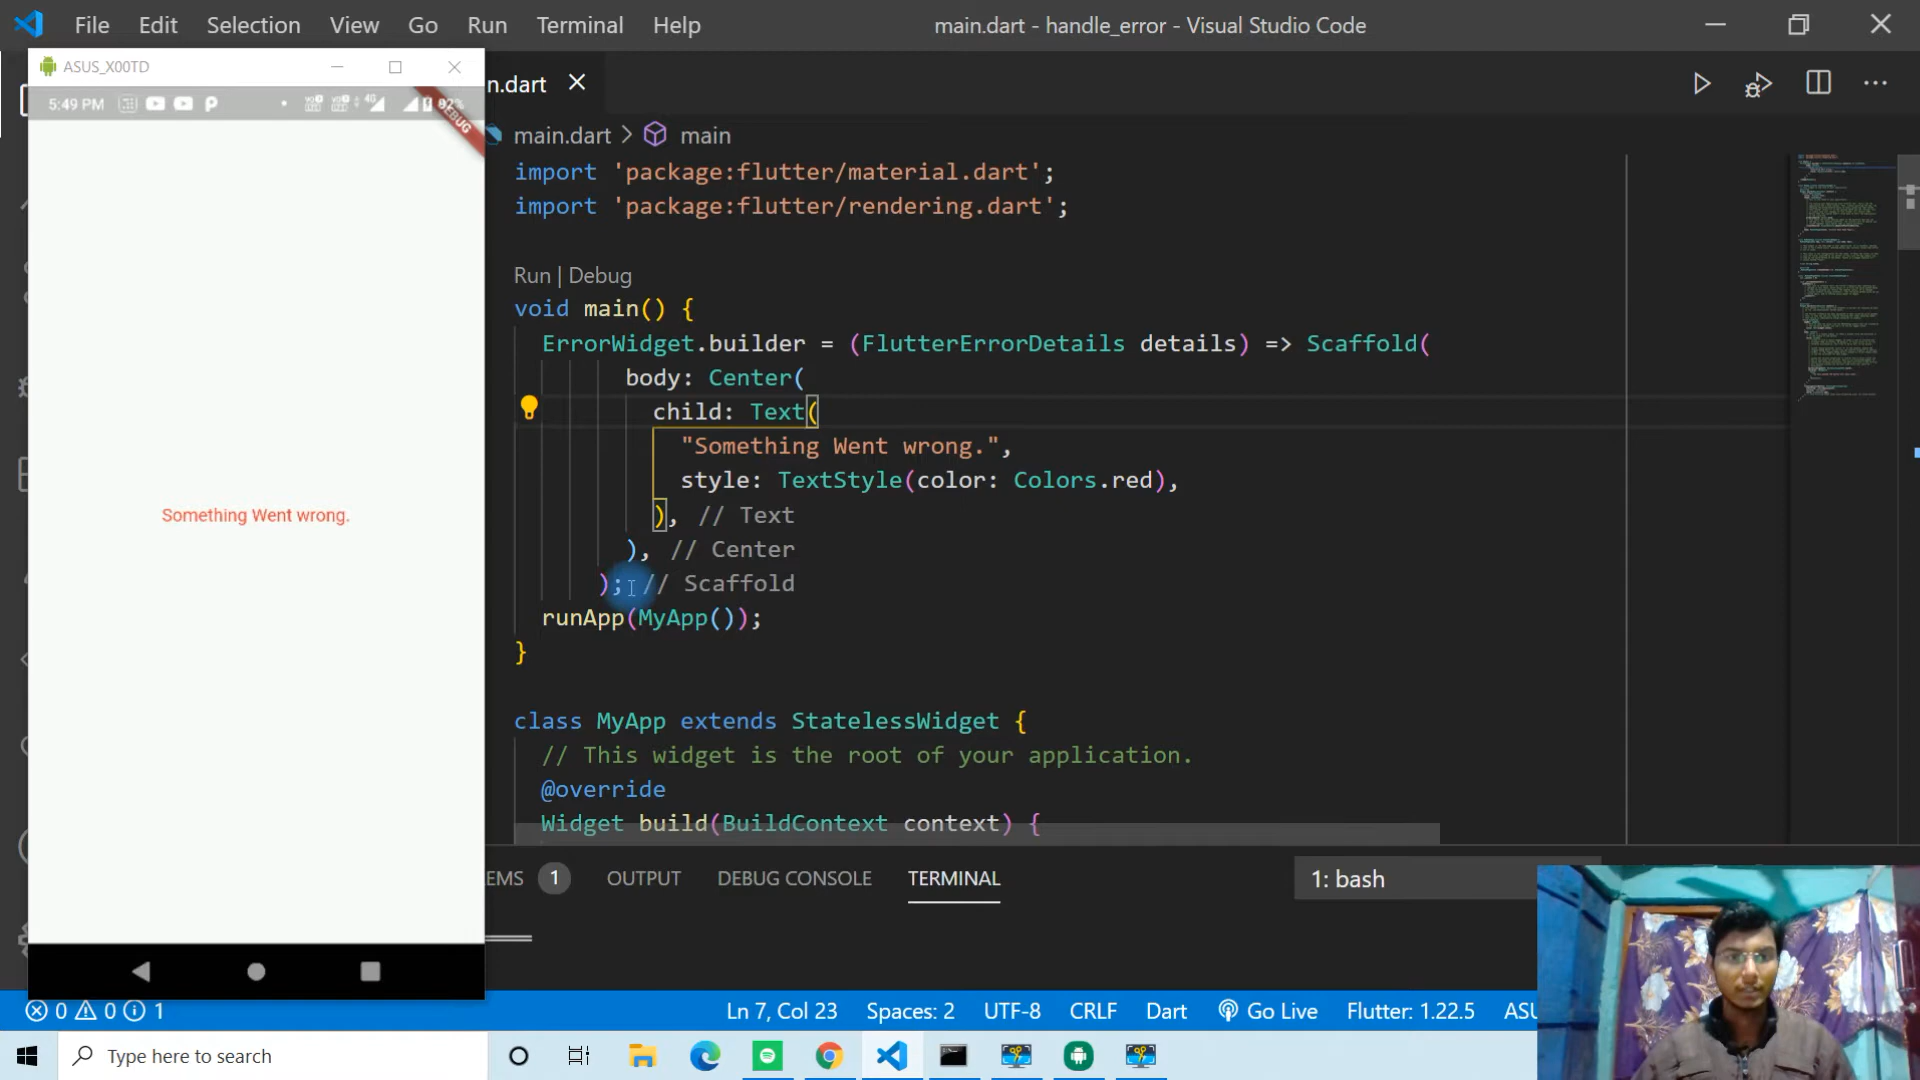 File Edit Selection View Go Run Terminal Help
main.dart - handle_error - Visual Studio Code
ASUS_X00TD
5:49 PM
4G
92%
DEBUG
Something Went wrong.
n.dart
main.dart > main
import 'package:flutter/material.dart';
import 'package:flutter/rendering.dart';
Run | Debug
void main() {
ErrorWidget.builder = (FlutterErrorDetails details) => Scaffold(
body: Center(
child: Text(
"Something Went wrong.",
style: TextStyle(color: Colors.red),
), // Text
), // Center
); // Scaffold
runApp(MyApp());
}
class MyApp extends StatelessWidget {
// This widget is the root of your application.
@override
Widget build(BuildContext context) {
EMS 1 OUTPUT DEBUG CONSOLE TERMINAL
1: bash
0 0 1
Ln 7, Col 23 Spaces: 2 UTF-8 CRLF Dart Go Live Flutter: 1.22.5 ASU
Type here to search